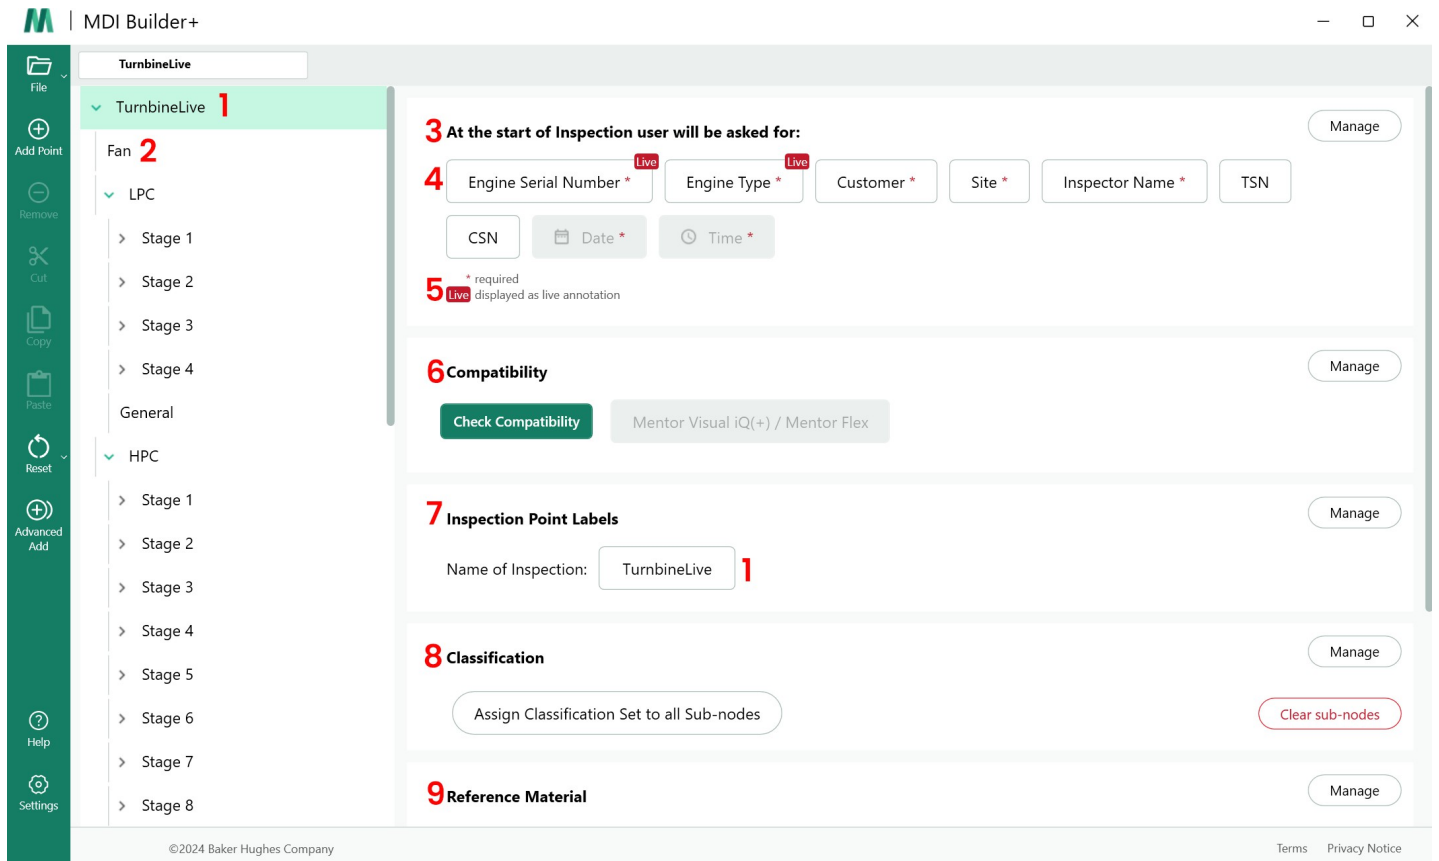 MDI Builder+
File
Add Point
Remove
Cut
Copy
Paste
Reset
Advanced
Add
Help
Settings
TurnbineLive
TurnbineLive 1
Fan 2
LPC
Stage 1
Stage 2
Stage 3
Stage 4
General
HPC
Stage 1
Stage 2
Stage 3
Stage 4
Stage 5
Stage 6
Stage 7
Stage 8
3 At the start of Inspection user will be asked for: Manage
Live Live
4 Engine Serial Number * Engine Type * Customer * Site * Inspector Name * TSN
CSN Date * Time *
* required
5 Live displayed as live annotation
6 Compatibility Manage
Check Compatibility Mentor Visual iQ(+) / Mentor Flex
7 Inspection Point Labels Manage
Name of Inspection: TurnbineLive 1
8 Classification Manage
Assign Classification Set to all Sub-nodes Clear sub-nodes
9 Reference Material Manage
©2024 Baker Hughes Company Terms Privacy Notice